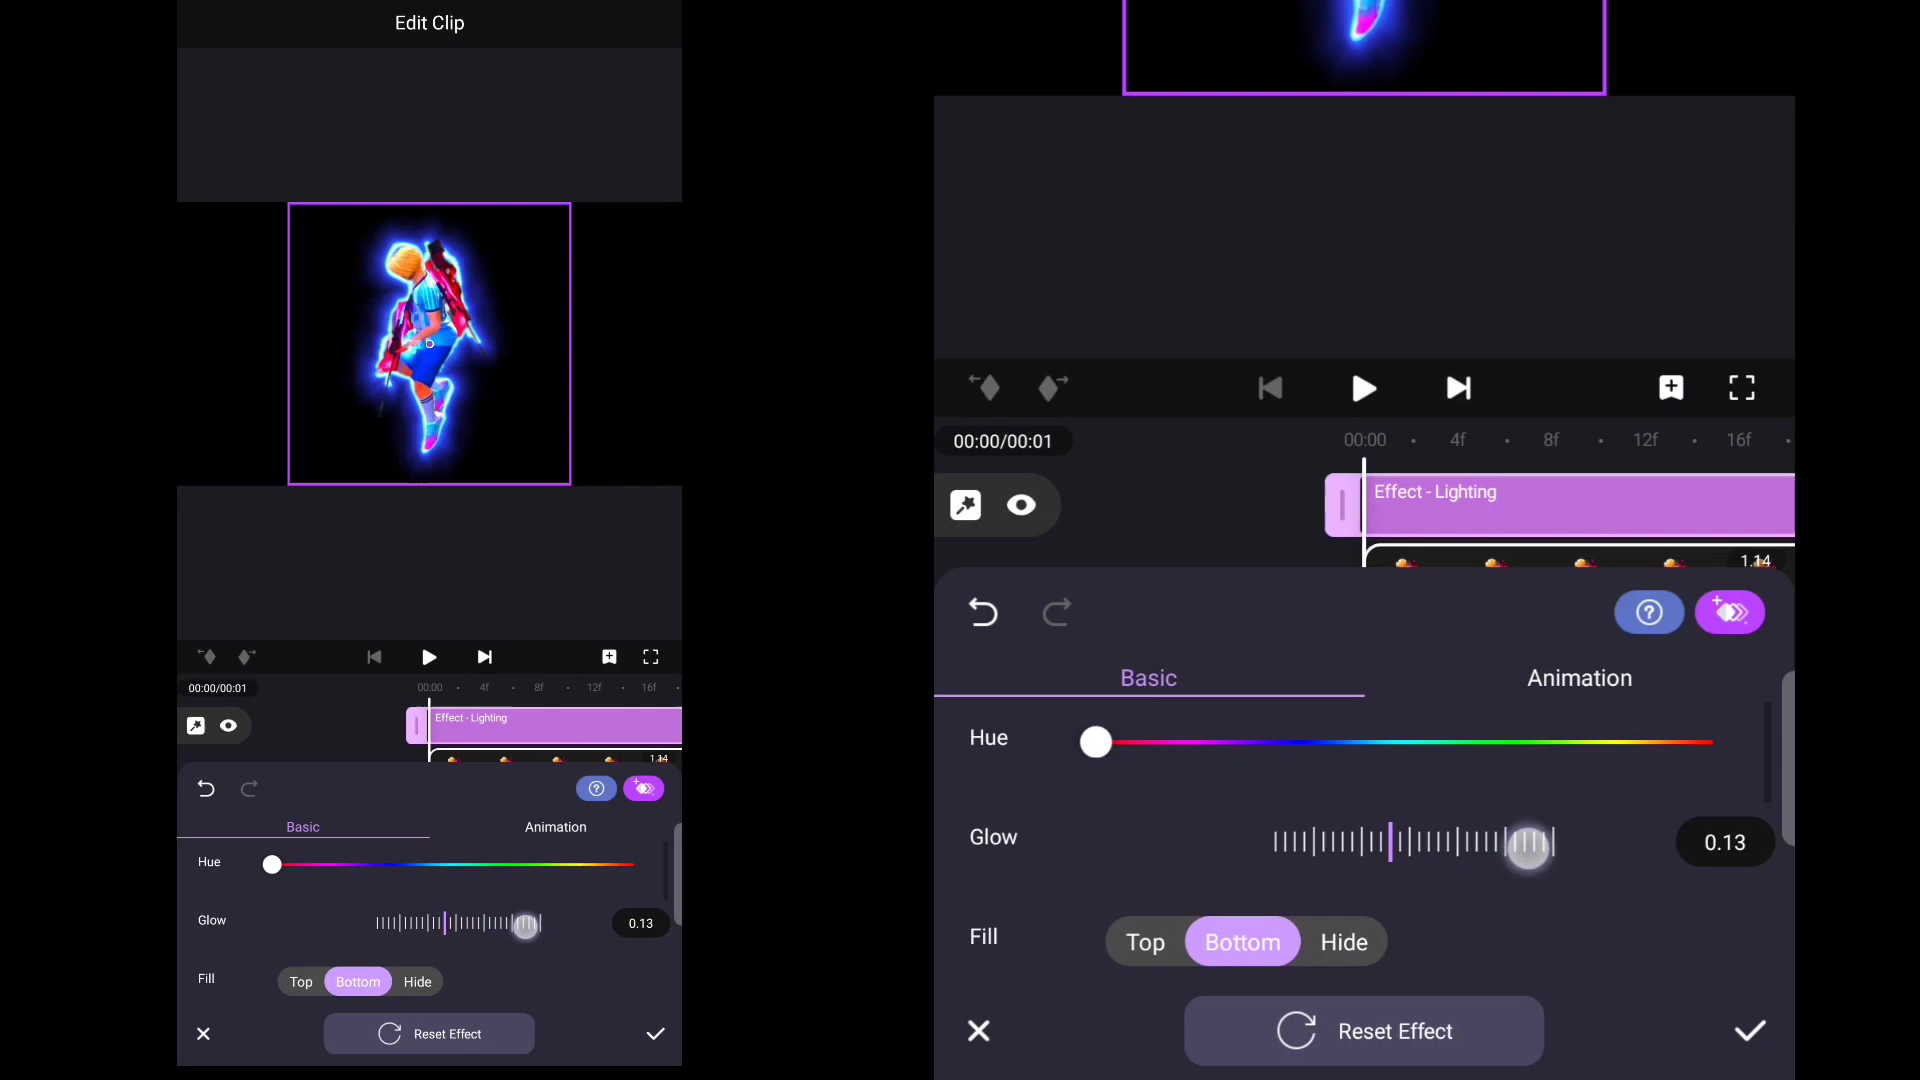 Edit Clip
00:00/00:01
00:00 4f 8f 12f 16f
Effect - Lighting
1.14
Basic Animation
Hue
Glow 0.13
Fill Top Bottom Hide
Reset Effect
00:00/00:01
00:00 4f 8f 12f 16f
Effect - Lighting
1.14
Basic Animation
Hue
Glow 0.13
Fill Top Bottom Hide
Reset Effect